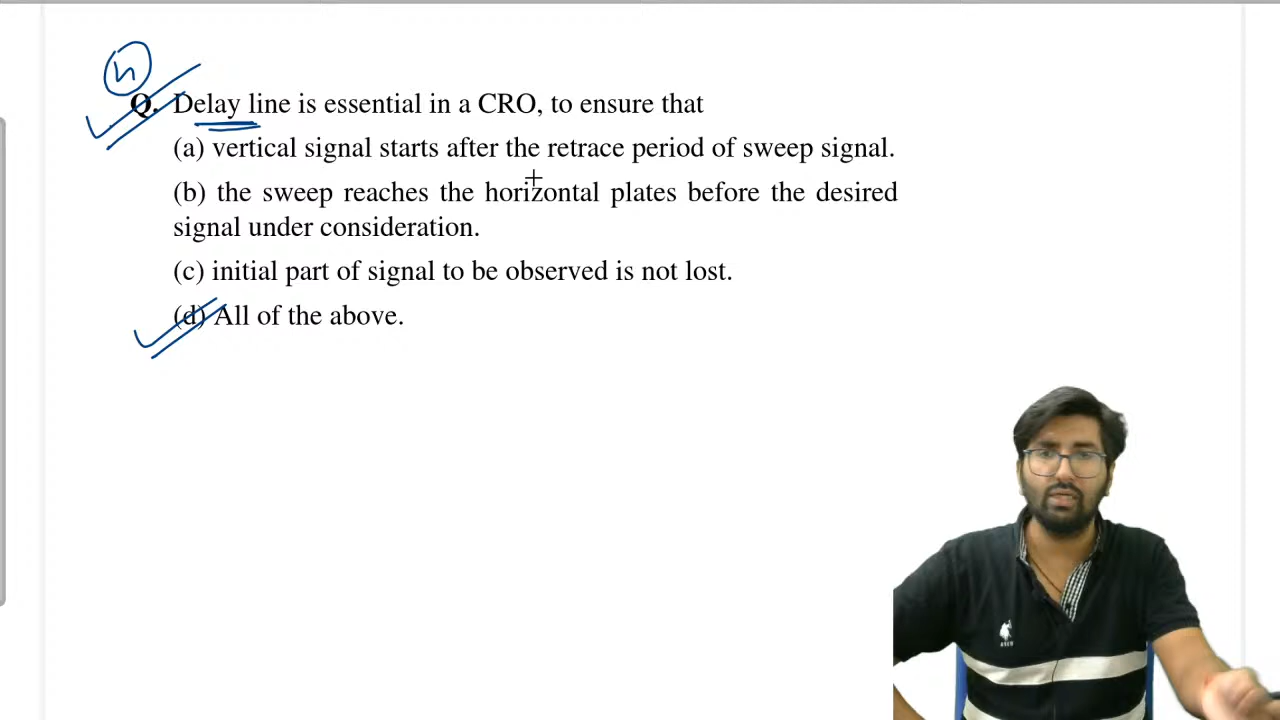 Q. Delay line is essential in a CRO, to ensure that
(a) vertical signal starts after the retrace period of sweep signal.
(b) the sweep reaches the horizontal plates before the desired
signal under consideration.
(c) initial part of signal to be observed is not lost.
(d) All of the above.